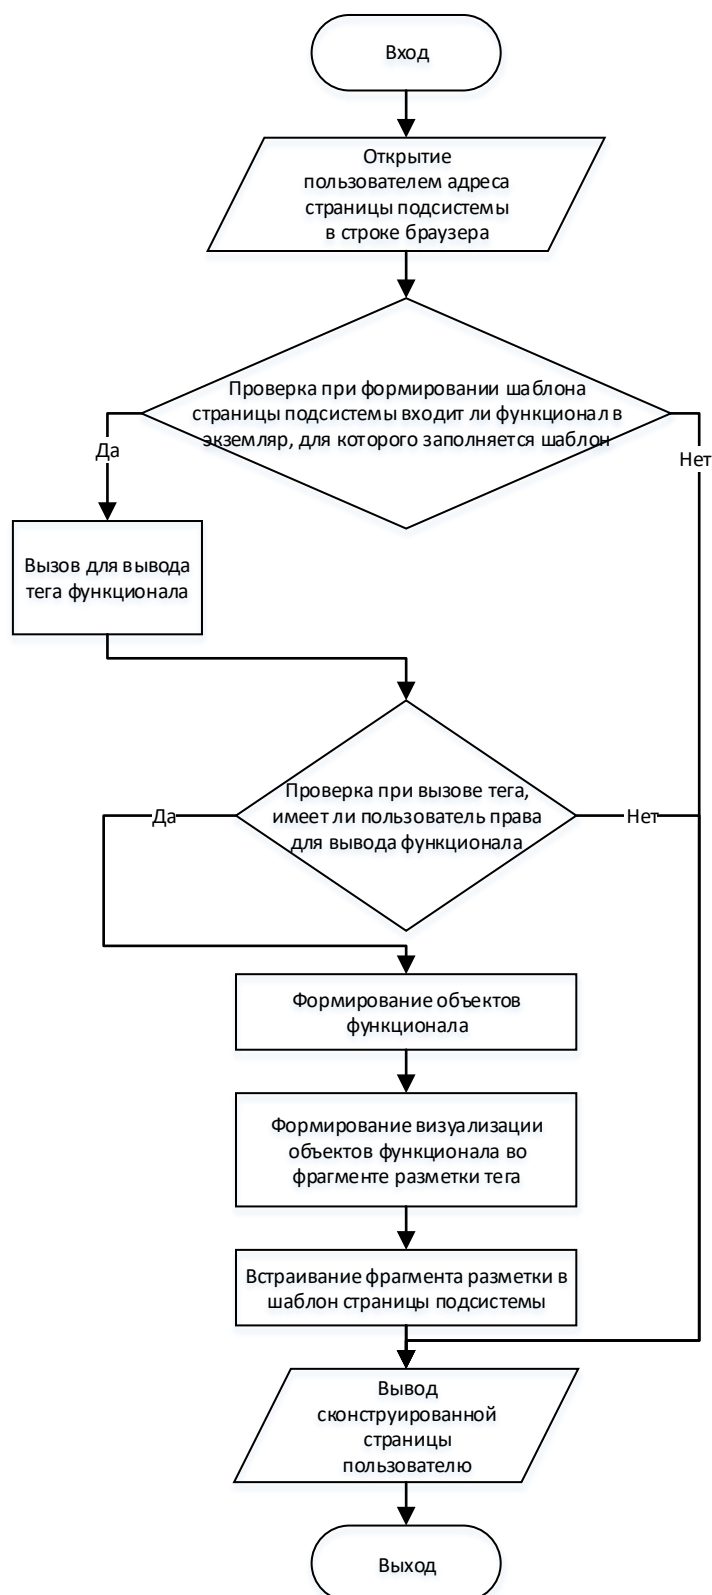 Вход
Открытие
пользователем адреса
страницы подсистемы
в строке браузера
Проверка при формировании шаблона
страницы подсистемы входит ли функционал в
экземляр, для которого заполняется шаблон
Да
Нет
Вызов для вывода
тега функционала
Проверка при вызове тега,
имеет ли пользователь права
для вывода функционала
Да
Нет
Формирование объектов
функционала
Формирование визуализации
объектов функционала во
фрагменте разметки тега
Встраивание фрагмента разметки в
шаблон страницы подсистемы
Вывод
сконструированной
страницы
пользователю
Выход